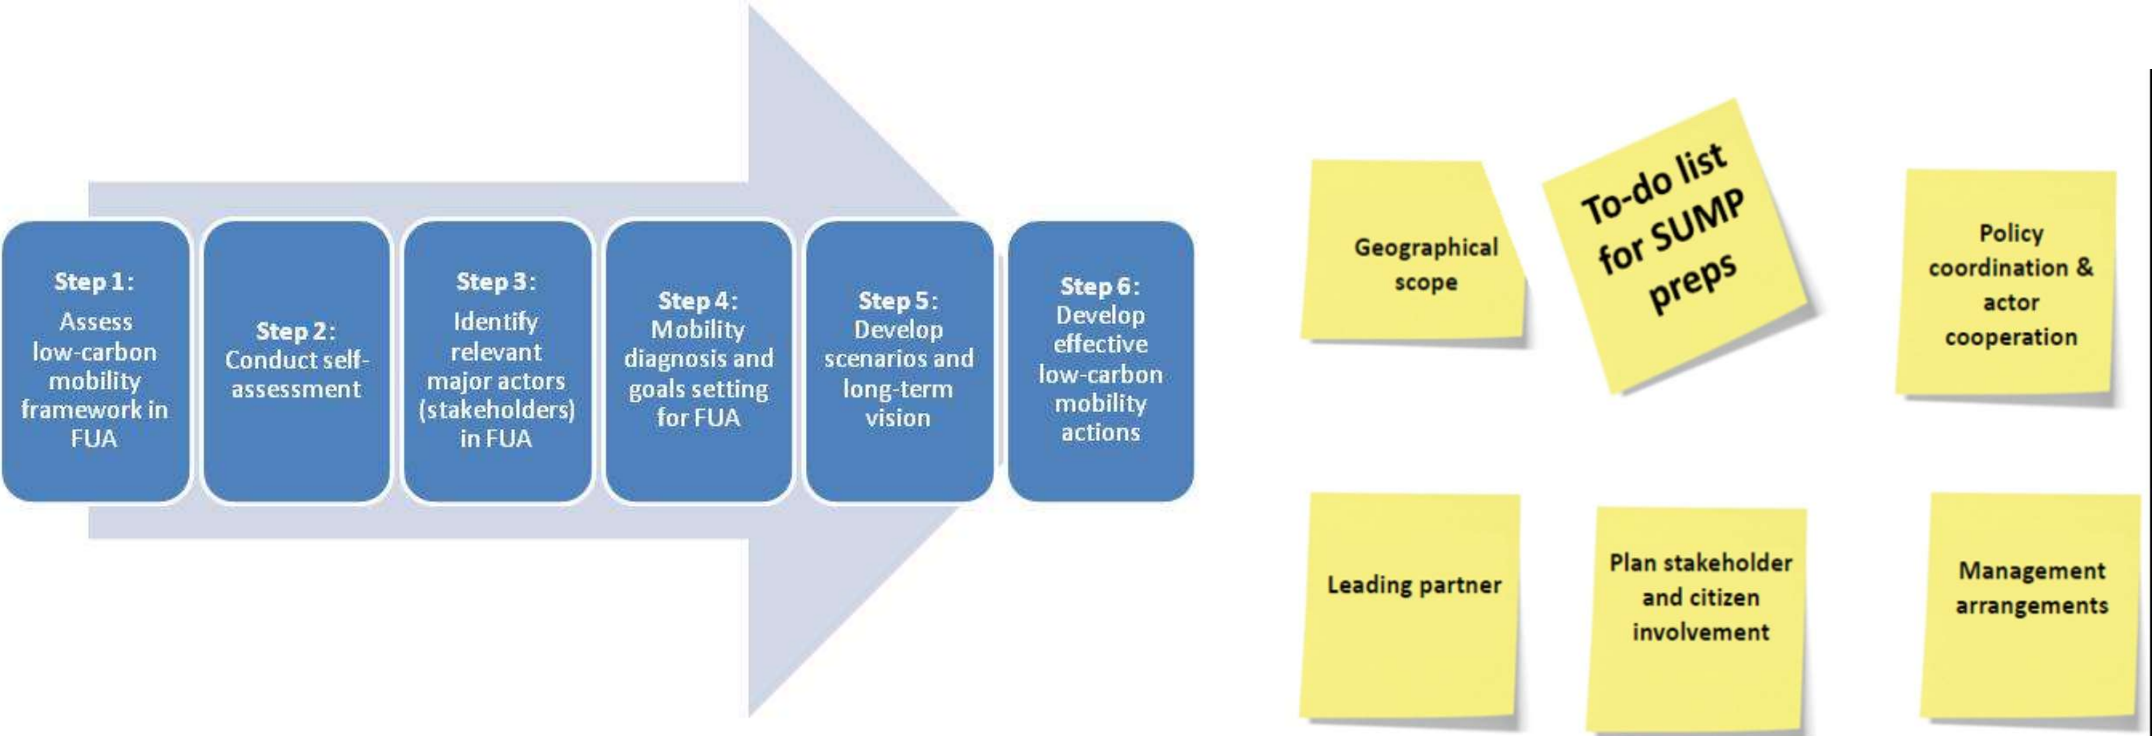 Step 1:
Assess
low-carbon
mobility
framework in
FUA
Step 2:
Conduct self-
assessment
Step 3:
Identify
relevant
major actors
(stakeholders)
in FUA
Step 4:
Mobility
diagnosis and
goals setting
for FUA
Step 5:
Develop
scenarios and
long-term
vision
Step 6:
Develop
effective
low-carbon
mobility
actions
Geographical
scope
To-do list
for SUMP
preps
Policy
coordination &
actor
cooperation
Leading partner
Plan stakeholder
and citizen
involvement
Management
arrangements